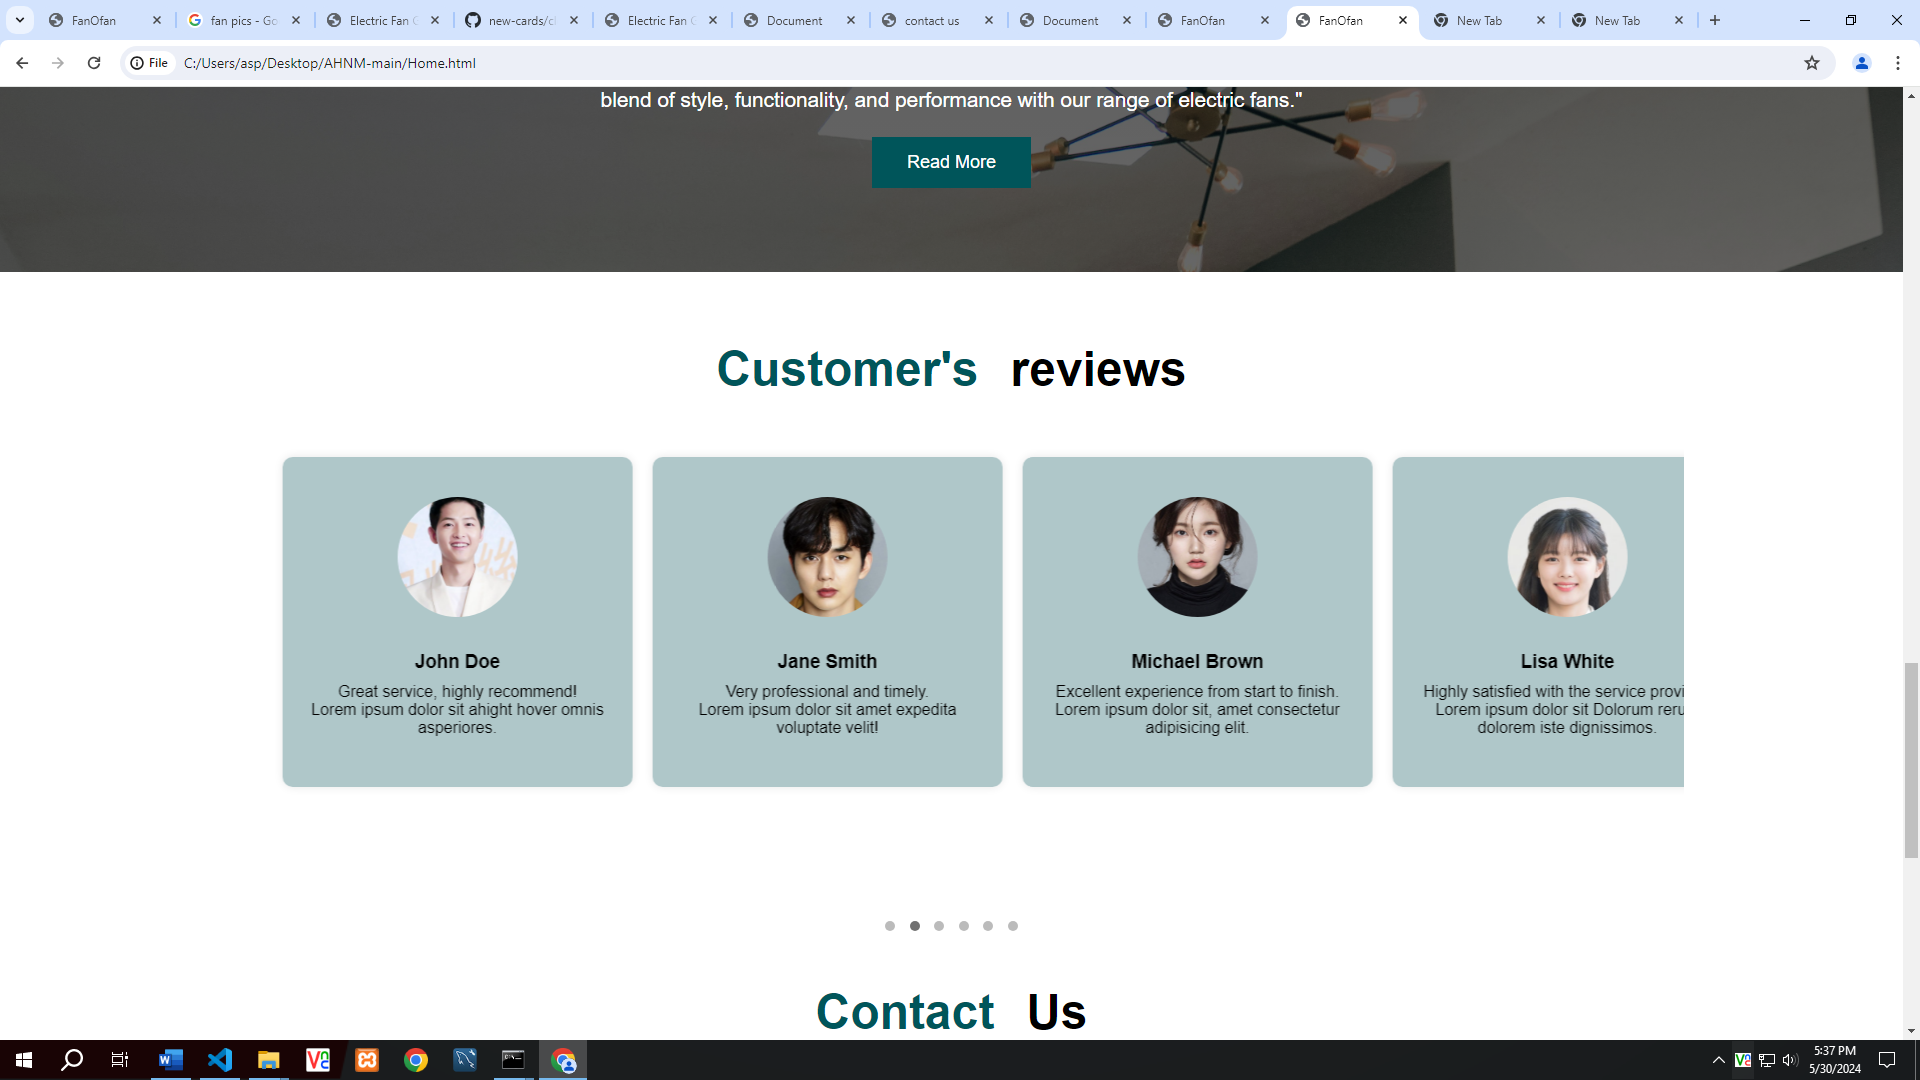 FanOfan
fan pics - Go
Electric Fan C
new-cards/cl
Electric Fan C
Document
contact us
Document
FanOfan
FanOfan
New Tab
New Tab
File
C:/Users/asp/Desktop/AHNM-main/Home.html
blend of style, functionality, and performance with our range of electric fans."
Read More
Customer's reviews
John Doe
Great service, highly recommend!
Lorem ipsum dolor sit ahight hover omnis
asperiores.
Jane Smith
Very professional and timely.
Lorem ipsum dolor sit amet expedita
voluptate velit!
Michael Brown
Excellent experience from start to finish.
Lorem ipsum dolor sit, amet consectetur
adipisicing elit.
Lisa White
Highly satisfied with the service provi
Lorem ipsum dolor sit Dolorum reru
dolorem iste dignissimos.
Contact Us
5:37 PM
5/30/2024